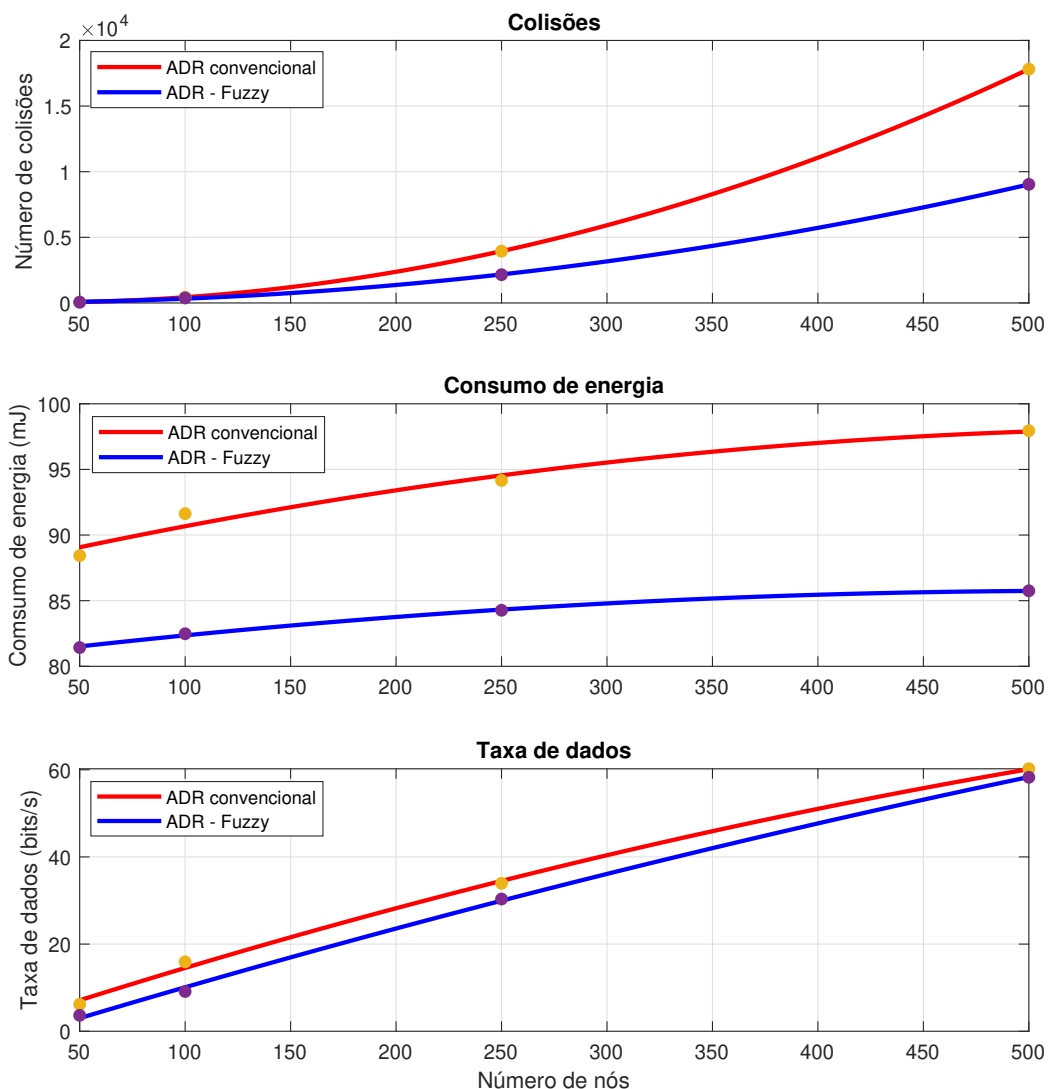 Colisões
×10⁴
Número de colisões
2
1.5
1
0.5
0
ADR convencional
ADR - Fuzzy
50 100 150 200 250 300 350 400 450 500
Consumo de energia
Comsumo de energia (mJ)
100
95
90
85
80
ADR convencional
ADR - Fuzzy
50 100 150 200 250 300 350 400 450 500
Taxa de dados
Taxa de dados (bits/s)
60
40
20
0
ADR convencional
ADR - Fuzzy
50 100 150 200 250 300 350 400 450 500
Número de nós